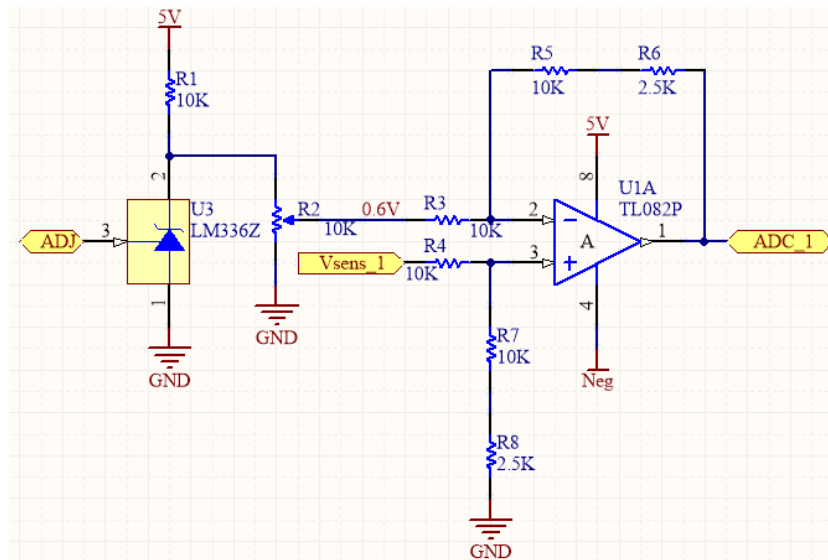 5V
R1
10K
2
U3
LM336Z
ADJ
3
1
GND
R2
10K
GND
0.6V
R3
10K
Vsens_1
R4
10K
R5
10K
R6
2.5K
5V
8
U1A
TL082P
2
3
A
1
ADC_1
4
Neg
R7
10K
R8
2.5K
GND